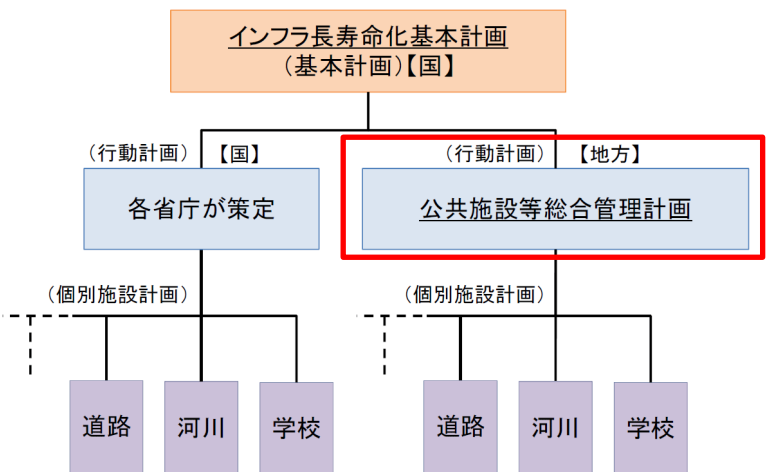 インフラ長寿命化基本計画
(基本計画)【国】
(行動計画) 【国】
(行動計画) 【地方】
各省庁が策定
公共施設等総合管理計画
(個別施設計画)
(個別施設計画)
道路
河川
学校
道路
河川
学校